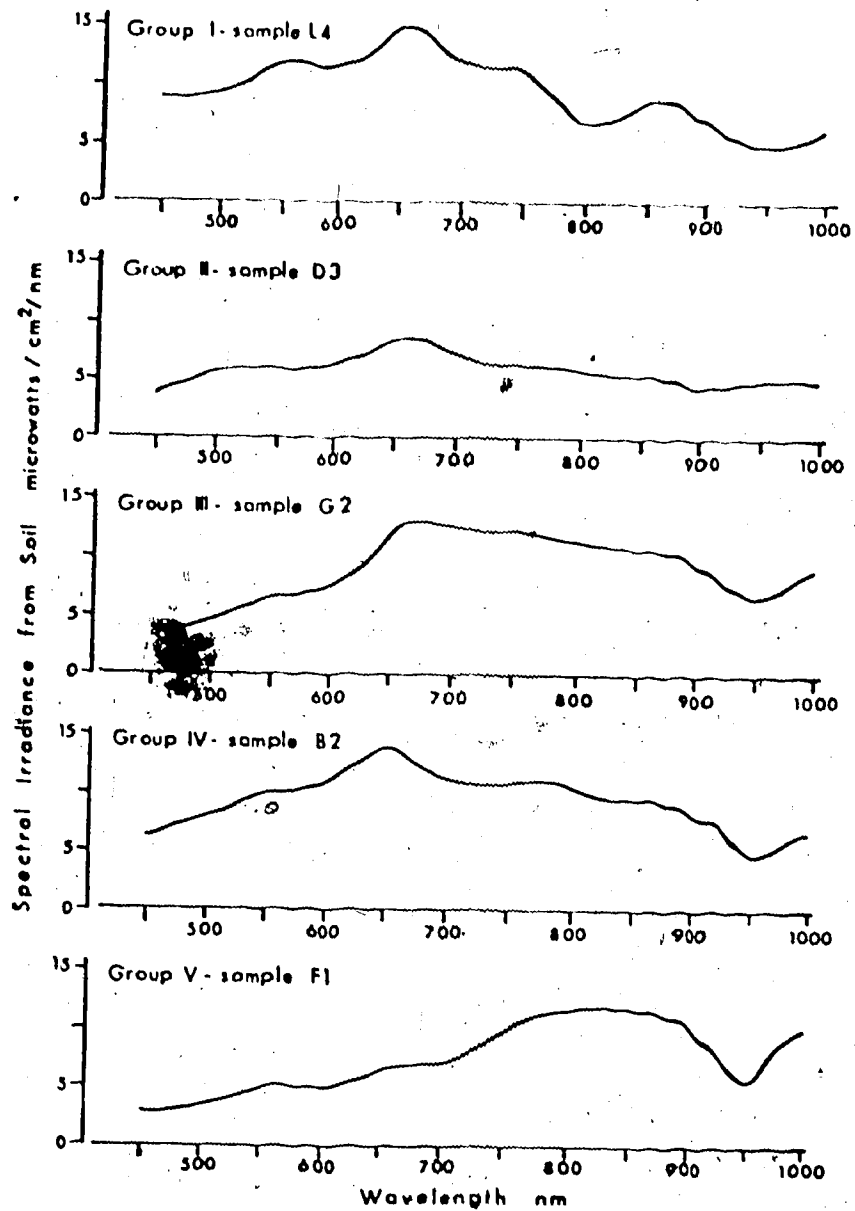 Spectral Irradiance from Soil microwatts / cm²/nm
15
Group I - sample L4
5
0
500 600 700 800 900 1000
15
Group II - sample D3
5
0
500 600 700 800 900 1000
15
Group III - sample G2
5
0
500 600 700 800 900 1000
15
Group IV - sample B2
5
0
500 600 700 800 900 1000
15
Group V - sample F1
5
0
500 600 700 800 900 1000
Wavelength nm